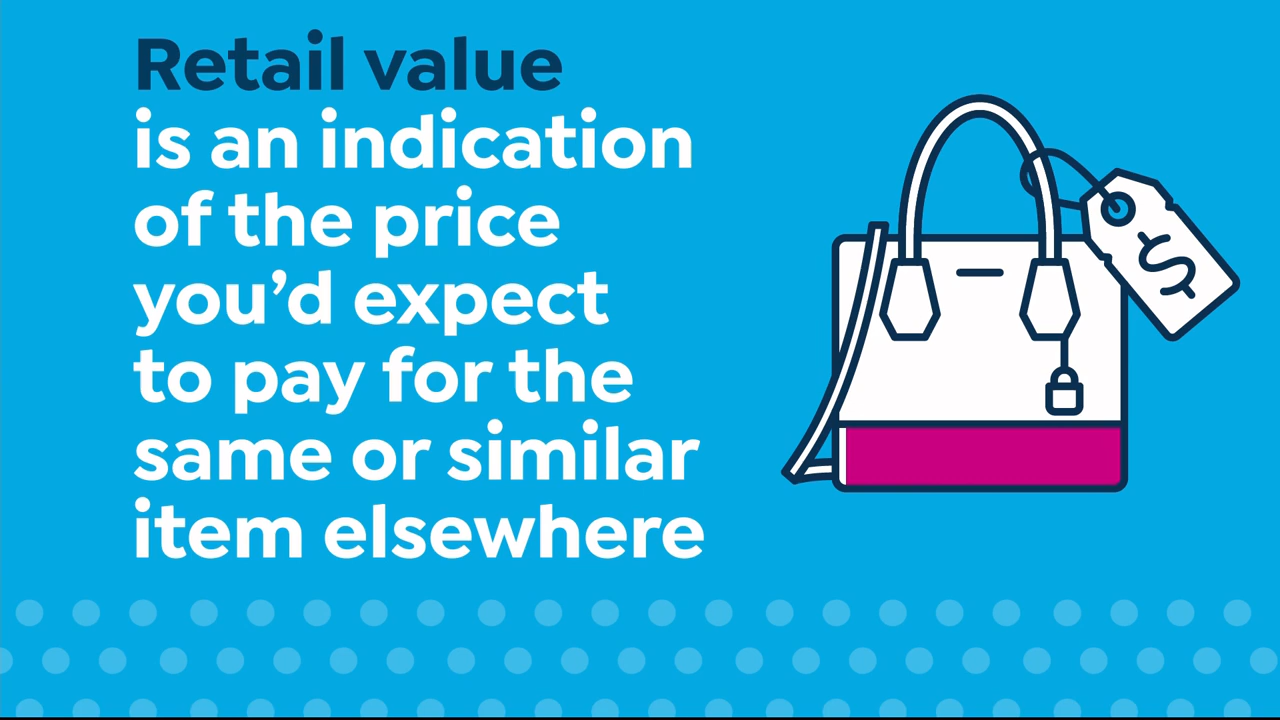 Retail value
is an indication
of the price
you’d expect
to pay for the
same or similar
item elsewhere
$